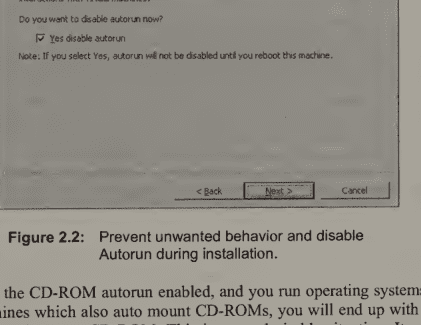 Do you want to disable autorun now?
Yes disable autorun
Note: If you select Yes, autorun will not be disabled until you reboot this machine.
< Back Next > Cancel
Figure 2.2: Prevent unwanted behavior and disable
Autorun during installation.
the CD-ROM autorun enabled, and you run operating systems
ines which also auto mount CD-ROMs, you will end up with